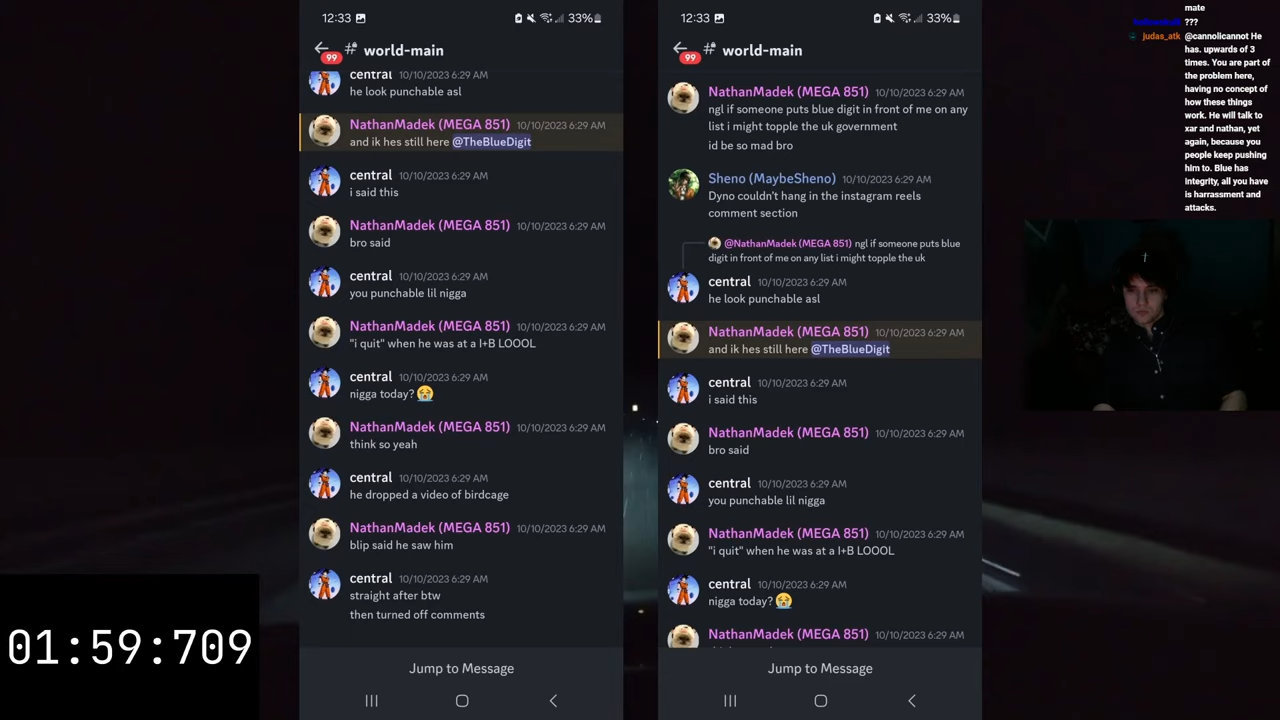 12:33
33%
99
# world-main
central 10/10/2023 6:29 AM
he look punchable asl
NathanMadek (MEGA 851) 10/10/2023 6:29 AM
and ik hes still here @TheBlueDigit
central 10/10/2023 6:29 AM
i said this
NathanMadek (MEGA 851) 10/10/2023 6:29 AM
bro said
central 10/10/2023 6:29 AM
you punchable lil nigga
NathanMadek (MEGA 851) 10/10/2023 6:29 AM
"i quit" when he was at a l+B LOOOL
central 10/10/2023 6:29 AM
nigga today? 😭
NathanMadek (MEGA 851) 10/10/2023 6:29 AM
think so yeah
central 10/10/2023 6:29 AM
he dropped a video of birdcage
NathanMadek (MEGA 851) 10/10/2023 6:29 AM
blip said he saw him
central 10/10/2023 6:29 AM
straight after btw
then turned off comments
Jump to Message
12:33
33%
99
# world-main
NathanMadek (MEGA 851) 10/10/2023 6:29 AM
ngl if someone puts blue digit in front of me on any
list i might topple the uk government
id be so mad bro
Sheno (MaybeSheno) 10/10/2023 6:29 AM
Dyno couldn't hang in the instagram reels
comment section
@NathanMadek (MEGA 851) ngl if someone puts blue
digit in front of me on any list i might topple the uk
central 10/10/2023 6:29 AM
he look punchable asl
NathanMadek (MEGA 851) 10/10/2023 6:29 AM
and ik hes still here @TheBlueDigit
central 10/10/2023 6:29 AM
i said this
NathanMadek (MEGA 851) 10/10/2023 6:29 AM
bro said
central 10/10/2023 6:29 AM
you punchable lil nigga
NathanMadek (MEGA 851) 10/10/2023 6:29 AM
"i quit" when he was at a l+B LOOOL
central 10/10/2023 6:29 AM
nigga today? 😭
NathanMadek (MEGA 851) 10/10/2023 6:29 AM
Jump to Message
mate
???
judas_atk @cannolicannot He
has. upwards of 3
times. You are part of
the problem here,
having no concept of
how these things
work. He will talk to
xar and nathan, yet
again, because you
people keep pushing
him to. Blue has
integrity, all you have
is harrassment and
attacks.
01:59:709